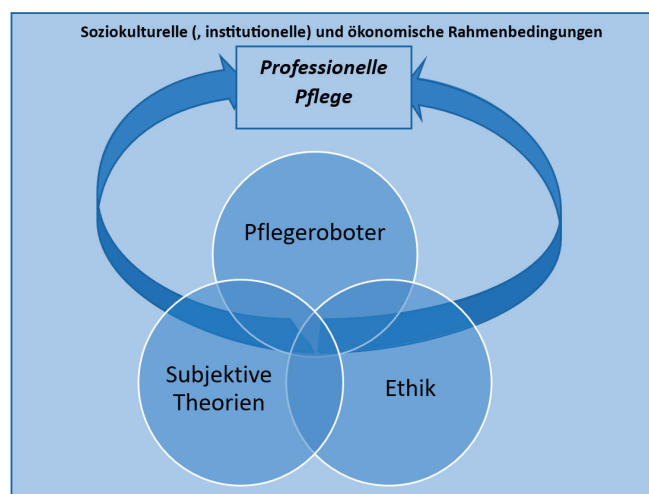 Soziokulturelle (, institutionelle) und ökonomische Rahmenbedingungen
Professionelle
Pflege
Pflegeroboter
Subjektive
Theorien
Ethik